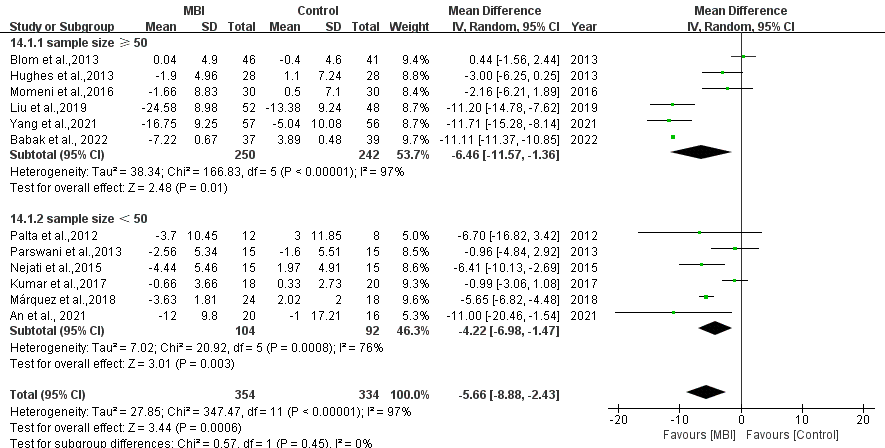 MBI Control Mean Difference Mean Difference
Study or Subgroup Mean SD Total Mean SD Total Weight IV, Random, 95% CI Year IV, Random, 95% CI
14.1.1 sample size ≥ 50
Blom et al.,2013 0.04 4.9 46 -0.4 4.6 41 9.4% 0.44 [-1.56, 2.44] 2013
Hughes et al.,2013 -1.9 4.96 28 1.1 7.24 28 8.7% -3.00 [-6.25, 0.25] 2013
Momeni et al.,2016 -1.66 8.83 30 0.5 7.1 30 8.2% -2.16 [-6.21, 1.89] 2016
Liu et al.,2019 -24.58 8.98 52 -13.38 9.24 48 8.5% -11.20 [-14.78, -7.62] 2019
Yang et al.,2021 -16.75 9.25 57 -5.04 10.08 56 8.5% -11.71 [-15.28, -8.14] 2021
Babak et al., 2022 -7.22 0.67 37 3.89 0.48 39 9.7% -11.11 [-11.37, -10.85] 2022
Subtotal (95% CI) 250 242 53.7% -6.46 [-11.57, -1.36]
Heterogeneity: Tau² = 38.34; Chi² = 166.83, df = 5 (P < 0.00001); I² = 97%
Test for overall effect: Z = 2.48 (P = 0.01)
14.1.2 sample size < 50
Palta et al.,2012 -3.7 10.45 12 3 11.85 8 5.0% -6.70 [-16.82, 3.42] 2012
Parswani et al.,2013 -2.56 5.34 15 -1.6 5.51 15 8.4% -0.96 [-4.84, 2.92] 2013
Nejati et al.,2015 -4.44 5.46 15 1.97 4.91 15 8.4% -6.41 [-10.13, -2.69] 2015
Kumar et al.,2017 -0.66 3.66 18 0.33 2.73 20 9.4% -0.99 [-3.06, 1.08] 2017
Márquez et al.,2018 -3.63 1.81 24 2.02 2 18 9.7% -5.65 [-6.82, -4.48] 2018
An et al., 2021 -12 9.8 20 -1 17.21 16 5.3% -11.00 [-20.46, -1.54] 2021
Subtotal (95% CI) 104 92 46.3% -4.22 [-6.98, -1.47]
Heterogeneity: Tau² = 7.02; Chi² = 20.92, df = 5 (P = 0.0008); I² = 76%
Test for overall effect: Z = 3.01 (P = 0.003)
Total (95% CI) 354 334 100.0% -5.66 [-8.88, -2.43]
Heterogeneity: Tau² = 27.85; Chi² = 347.47, df = 11 (P < 0.00001); I² = 97%
Test for overall effect: Z = 3.44 (P = 0.0006)
Test for subgroup differences: Chi² = 0.57, df = 1 (P = 0.45), I² = 0%
-20 -10 0 10 20
Favours [MBI] Favours [Control]